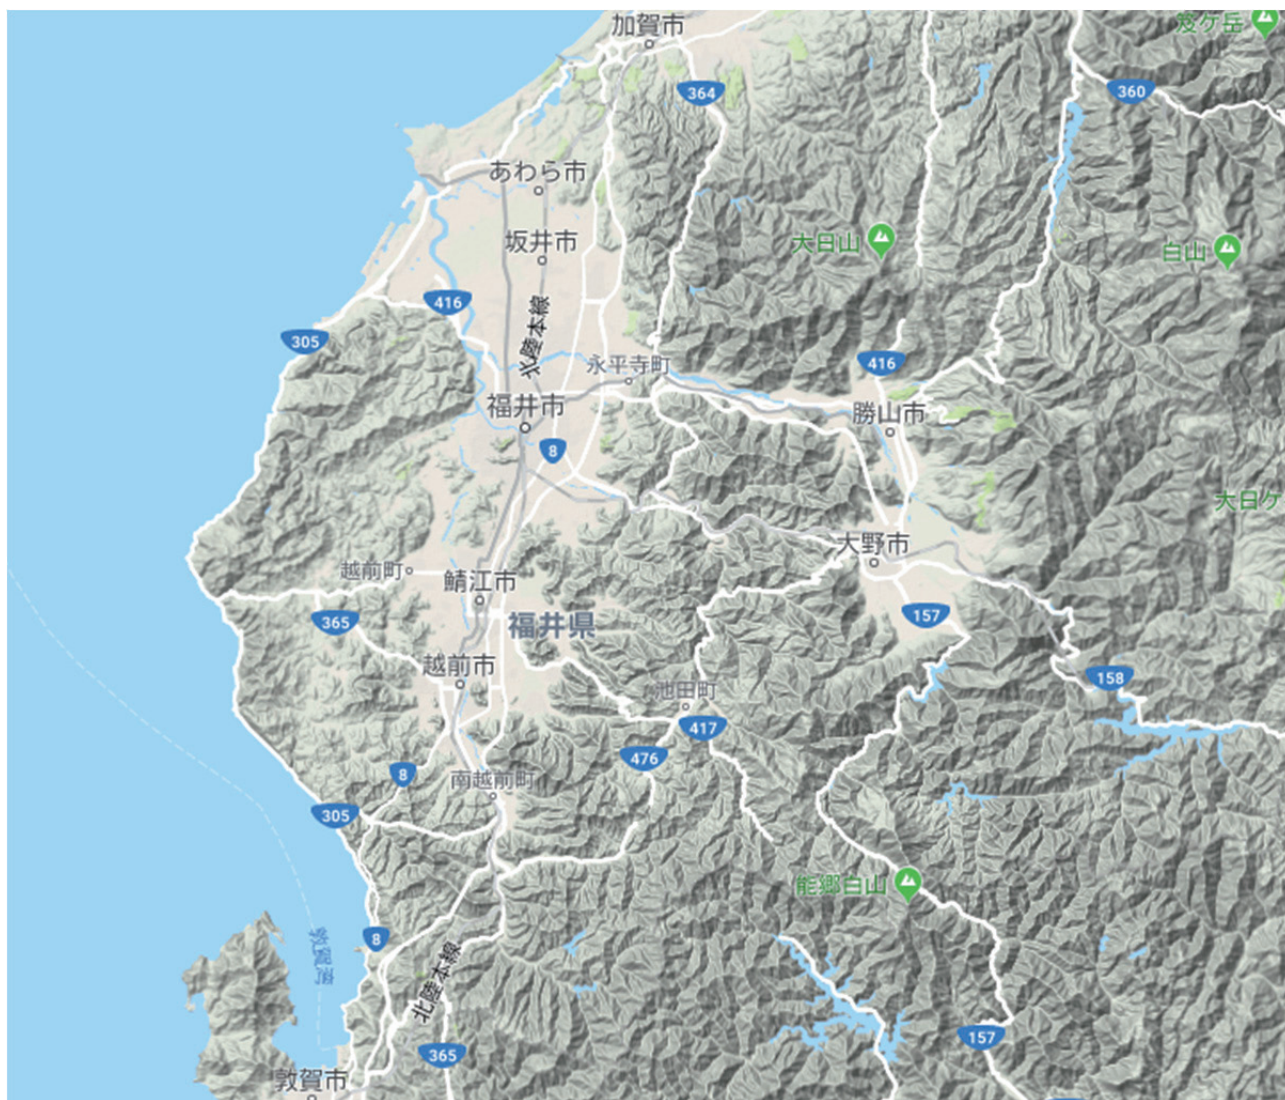 加賀市
笈ケ岳
364
360
あわら市
坂井市
大日山
白山
416
305
北陸本線
永平寺町
416
福井市
勝山市
8
大日ケ
大野市
越前町
鯖江市
365
福井県
157
越前市
158
池田町
417
476
8
南越前町
305
能郷白山
8
北陸本線
157
365
敦賀市